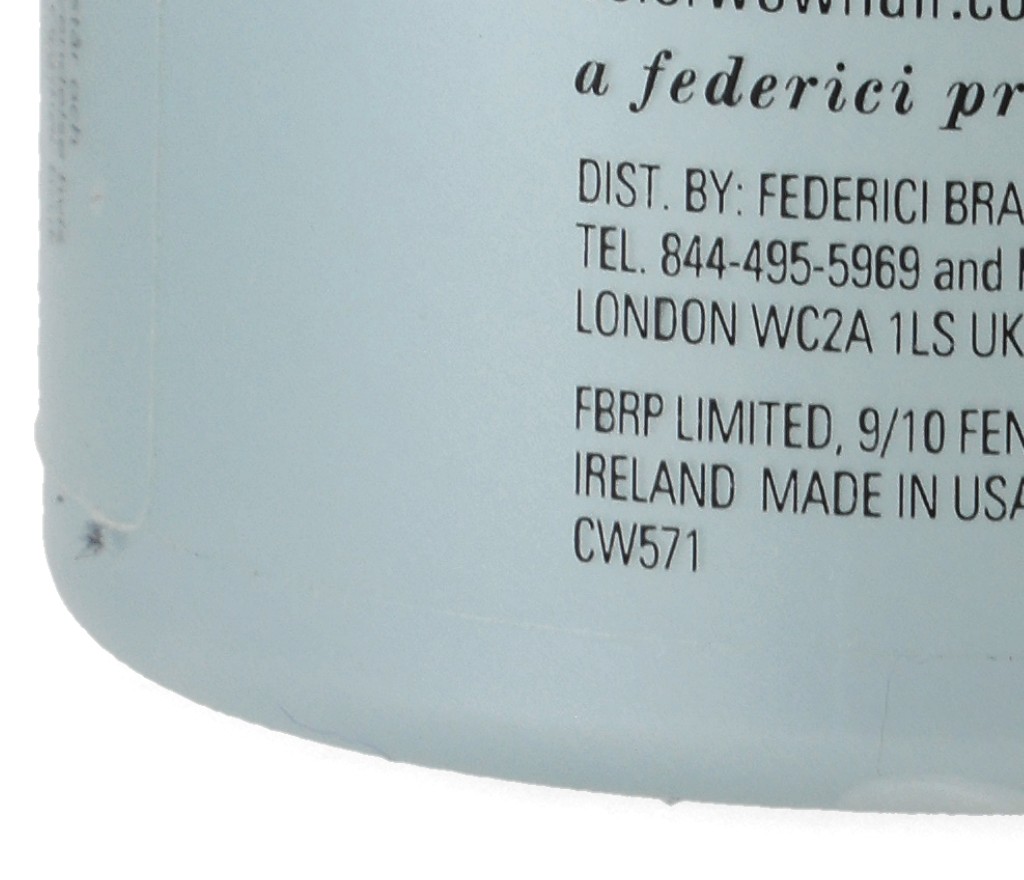 a federici pr
DIST. BY: FEDERICI BRA
TEL. 844-495-5969 and
LONDON WC2A 1LS UK
FBRP LIMITED, 9/10 FEN
IRELAND MADE IN USA
CW571